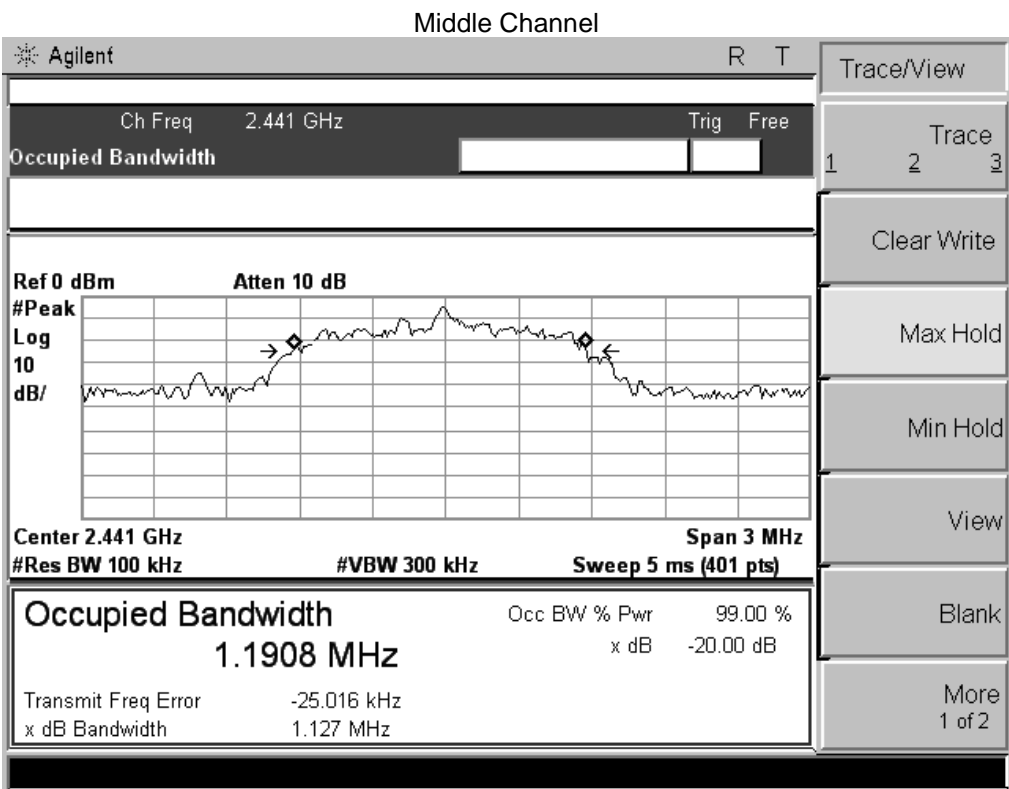 Middle Channel
Agilent R T
Trace/View
Ch Freq 2.441 GHz Trig Free
Occupied Bandwidth
Trace
1 2 3
Clear Write
Ref 0 dBm Atten 10 dB
#Peak
Log
10
dB/
Max Hold
Min Hold
View
Center 2.441 GHz Span 3 MHz
#Res BW 100 kHz #VBW 300 kHz Sweep 5 ms (401 pts)
Occupied Bandwidth Occ BW % Pwr 99.00 %
1.1908 MHz x dB -20.00 dB
Transmit Freq Error -25.016 kHz
x dB Bandwidth 1.127 MHz
Blank
More
1 of 2